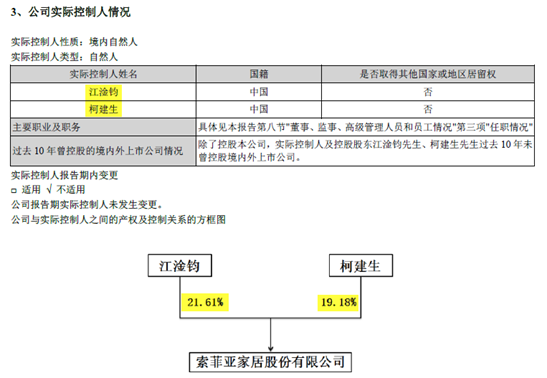 3、公司实际控制人情况
实际控制人性质：境内自然人
实际控制人类型：自然人
实际控制人姓名 国籍 是否取得其他国家或地区居留权
江淦钧 中国 否
柯建生 中国 否
主要职业及职务 具体见本报告第八节"董事、监事、高级管理人员和员工情况"第三项"任职情况"
过去 10 年曾控股的境内外上市公司情况 除了控股本公司，实际控制人及控股股东江淦钧先生、柯建生先生过去 10 年未
曾控股境内外上市公司。
实际控制人报告期内变更
□ 适用 √ 不适用
公司报告期实际控制人未发生变更。
公司与实际控制人之间的产权及控制关系的方框图
江淦钧 柯建生
21.61% 19.18%
索菲亚家居股份有限公司